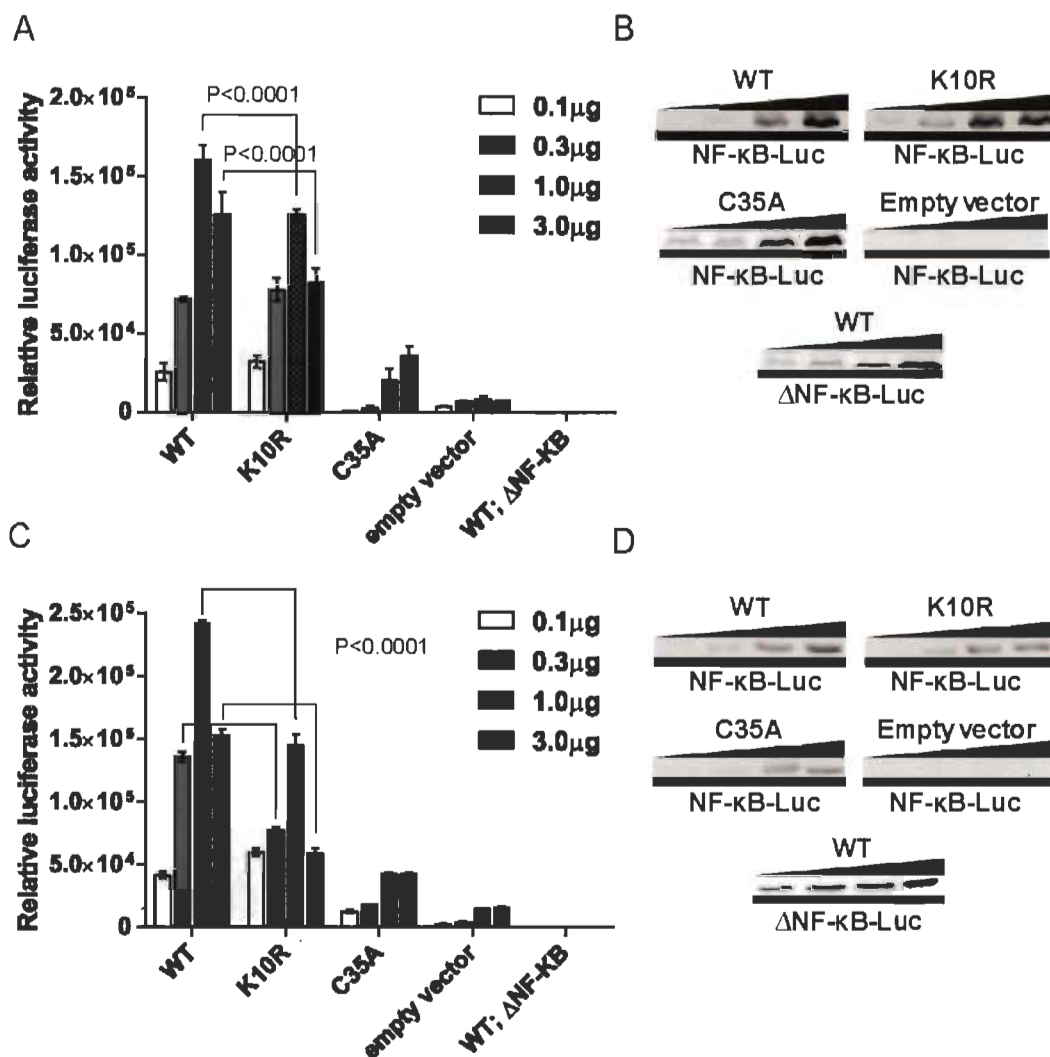 A
Relative luciferase activity
2.0×10⁵
1.5×10⁵
1.0×10⁵
5.0×10⁴
0
P<0.0001
P<0.0001
0.1μg
0.3μg
1.0μg
3.0μg
WT
K10R
C35A
empty vector
WT; ΔNF-KB
B
WT
K10R
NF-κB-Luc
NF-κB-Luc
C35A
Empty vector
NF-κB-Luc
NF-κB-Luc
WT
ΔNF-κB-Luc
C
Relative luciferase activity
2.5×10⁵
2.0×10⁵
1.5×10⁵
1.0×10⁵
5.0×10⁴
0
P<0.0001
0.1μg
0.3μg
1.0μg
3.0μg
WT
K10R
C35A
empty vector
WT; ΔNF-KB
D
WT
K10R
NF-κB-Luc
NF-κB-Luc
C35A
Empty vector
NF-κB-Luc
NF-κB-Luc
WT
ΔNF-κB-Luc